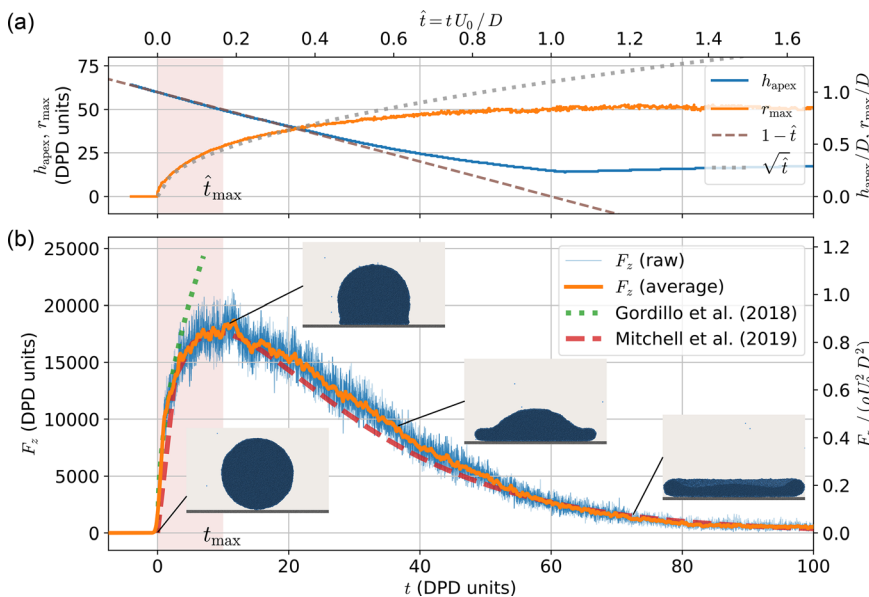 (a)
t̂ = t U₀ / D
0.0 0.2 0.4 0.6 0.8 1.0 1.2 1.4 1.6
h_apex, r_max
(DPD units)
75
50
25
0
t̂_max
h_apex
r_max
1 − t̂
√t̂
1.0
0.5
0.0
h_apex/D, r_max/D
(b)
F_z (DPD units)
25000
20000
15000
10000
5000
0
F_z (raw)
F_z (average)
Gordillo et al. (2018)
Mitchell et al. (2019)
1.2
1.0
0.8
0.6
0.4
0.2
0.0
F_z / (ρU₀² D²)
t_max
0 20 40 60 80 100
t (DPD units)